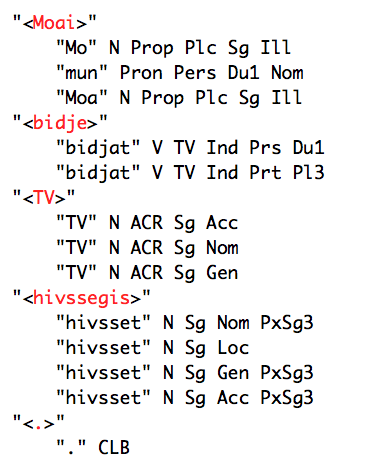 "<Moai>"
"Mo" N Prop Plc Sg Ill
"mun" Pron Pers Du1 Nom
"Moa" N Prop Plc Sg Ill
"<bidje>"
"bidjat" V TV Ind Prs Du1
"bidjat" V TV Ind Prt Pl3
"<TV>"
"TV" N ACR Sg Acc
"TV" N ACR Sg Nom
"TV" N ACR Sg Gen
"<hivssegis>"
"hivsset" N Sg Nom PxSg3
"hivsset" N Sg Loc
"hivsset" N Sg Gen PxSg3
"hivsset" N Sg Acc PxSg3
"<.>"
"." CLB